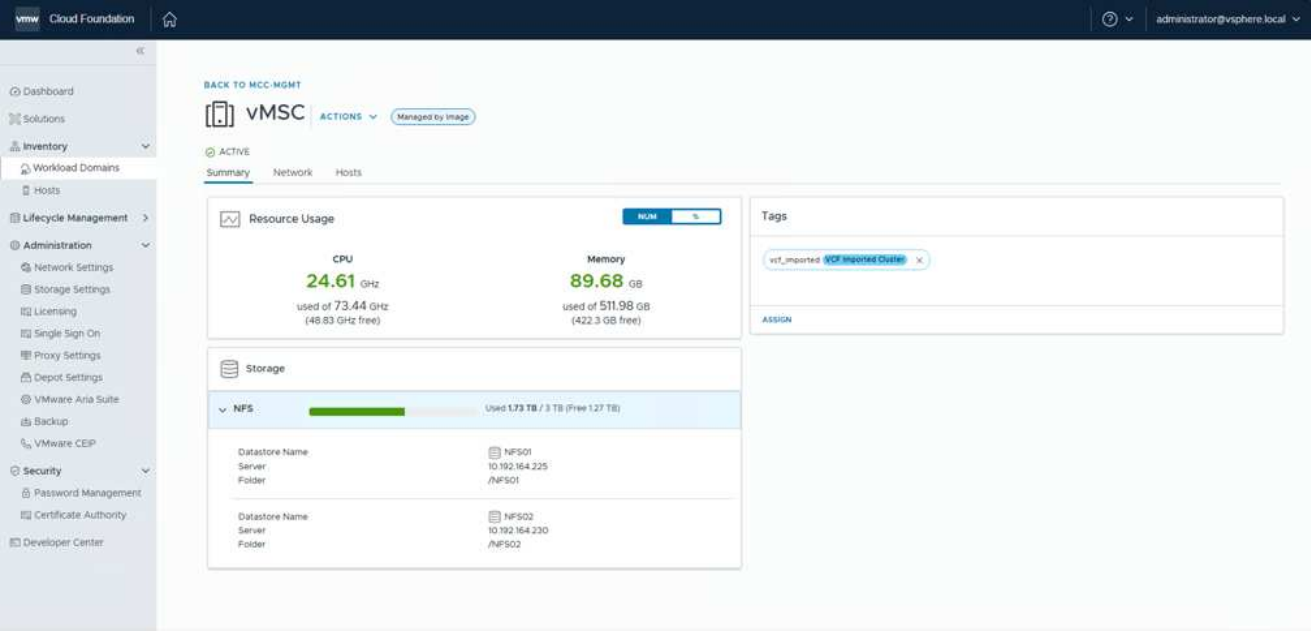 vmw Cloud Foundation
administrator@vsphere.local
Dashboard
Solutions
Inventory
Workload Domains
Hosts
Lifecycle Management
Administration
Network Settings
Storage Settings
Licensing
Single Sign On
Proxy Settings
Depot Settings
VMware Aria Suite
Backup
VMware CEIP
Security
Password Management
Certificate Authority
Developer Center
BACK TO MCC-MGMT
vMSC ACTIONS Managed by Image
ACTIVE
Summary Network Hosts
Resource Usage NUM %
CPU
24.61 GHz
used of 73.44 GHz
(48.83 GHz free)
Memory
89.68 GB
used of 511.98 GB
(422.3 GB free)
Storage
NFS Used 1.73 TB / 3 TB (Free 1.27 TB)
Datastore Name NFS01
Server 10.192.164.225
Folder /NFS01
Datastore Name NFS02
Server 10.192.164.230
Folder /NFS02
Tags
vcf_imported VCF Imported Cluster ×
ASSIGN